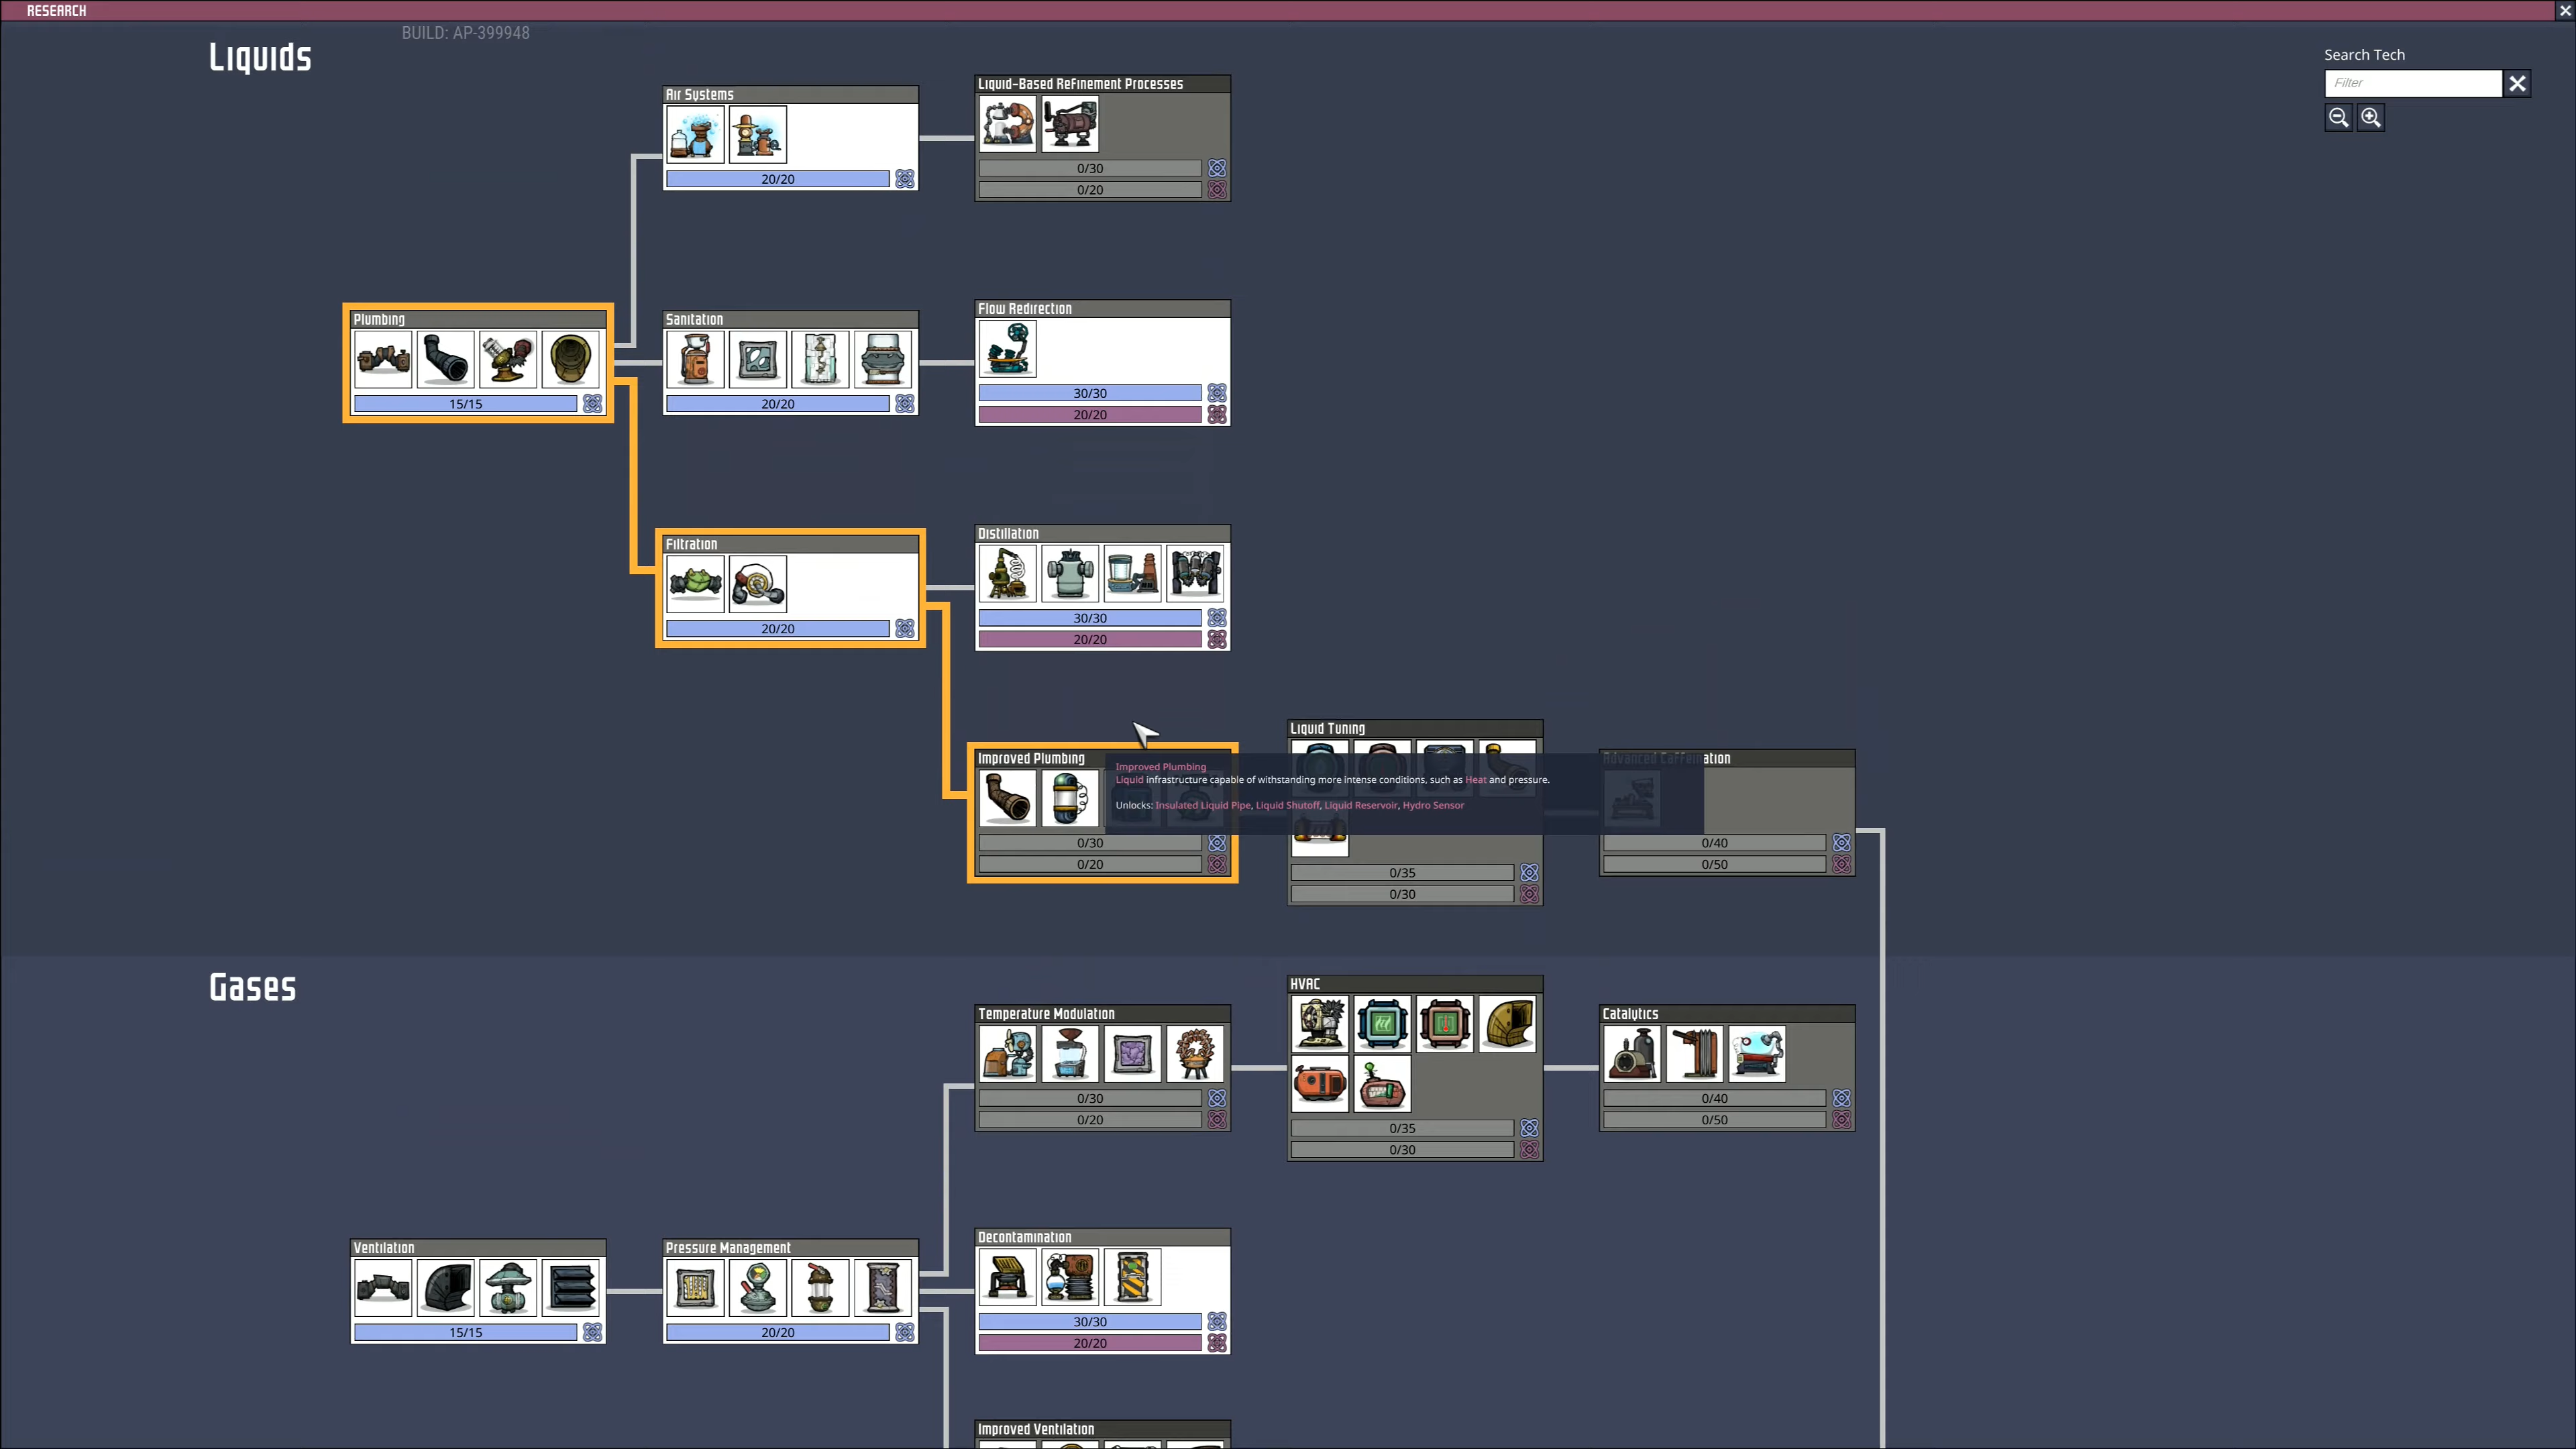 RESEARCH
BUILD: AP-399948
Liquids
Search Tech
Filter
Air Systems
20/20
Liquid-Based Refinement Processes
0/30
0/20
Plumbing
15/15
Sanitation
20/20
Flow Redirection
30/30
20/20
Filtration
20/20
Distillation
30/30
20/20
Improved Plumbing
0/30
0/20
Improved Plumbing
Liquid infrastructure capable of withstanding more intense conditions, such as Heat and pressure.
Unlocks: Insulated Liquid Pipe, Liquid Shutoff, Liquid Reservoir, Hydro Sensor
Liquid Tuning
0/35
0/30
Advanced Caffeination
0/40
0/50
Gases
Temperature Modulation
0/30
0/20
HVAC
0/35
0/30
Catalytics
0/40
0/50
Ventilation
15/15
Pressure Management
20/20
Decontamination
30/30
20/20
Improved Ventilation